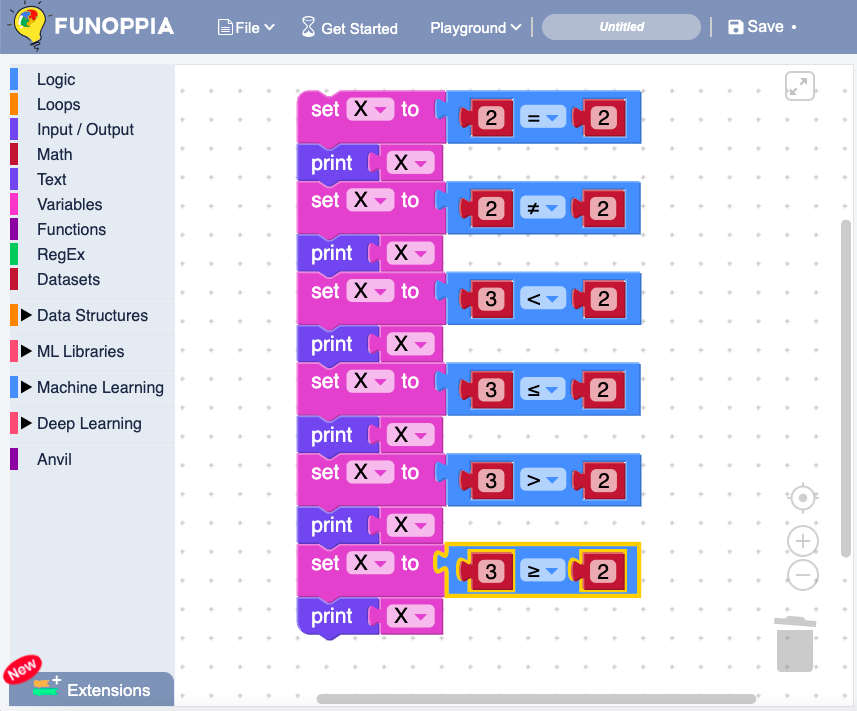 FUNOPPIA File Get Started Playground Untitled Save
Logic
Loops
Input / Output
Math
Text
Variables
Functions
RegEx
Datasets
Data Structures
ML Libraries
Machine Learning
Deep Learning
Anvil
New
Extensions
set X to 2 = 2
print X
set X to 2 ≠ 2
print X
set X to 3 < 2
print X
set X to 3 ≤ 2
print X
set X to 3 > 2
print X
set X to 3 ≥ 2
print X